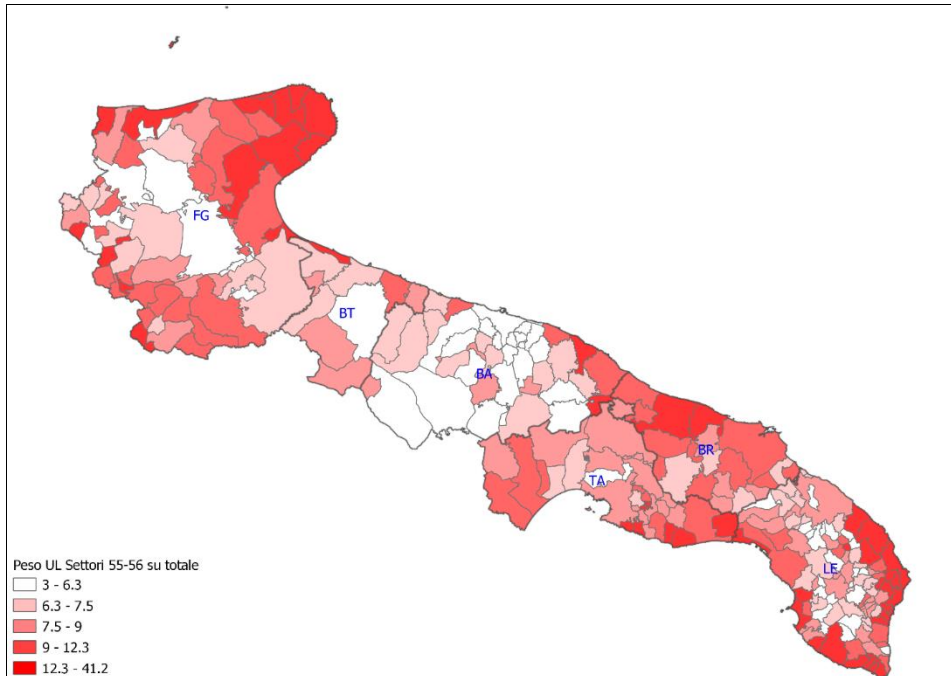 FG
BT
BA
BR
TA
LE
Peso UL Settori 55-56 su totale
3 - 6.3
6.3 - 7.5
7.5 - 9
9 - 12.3
12.3 - 41.2